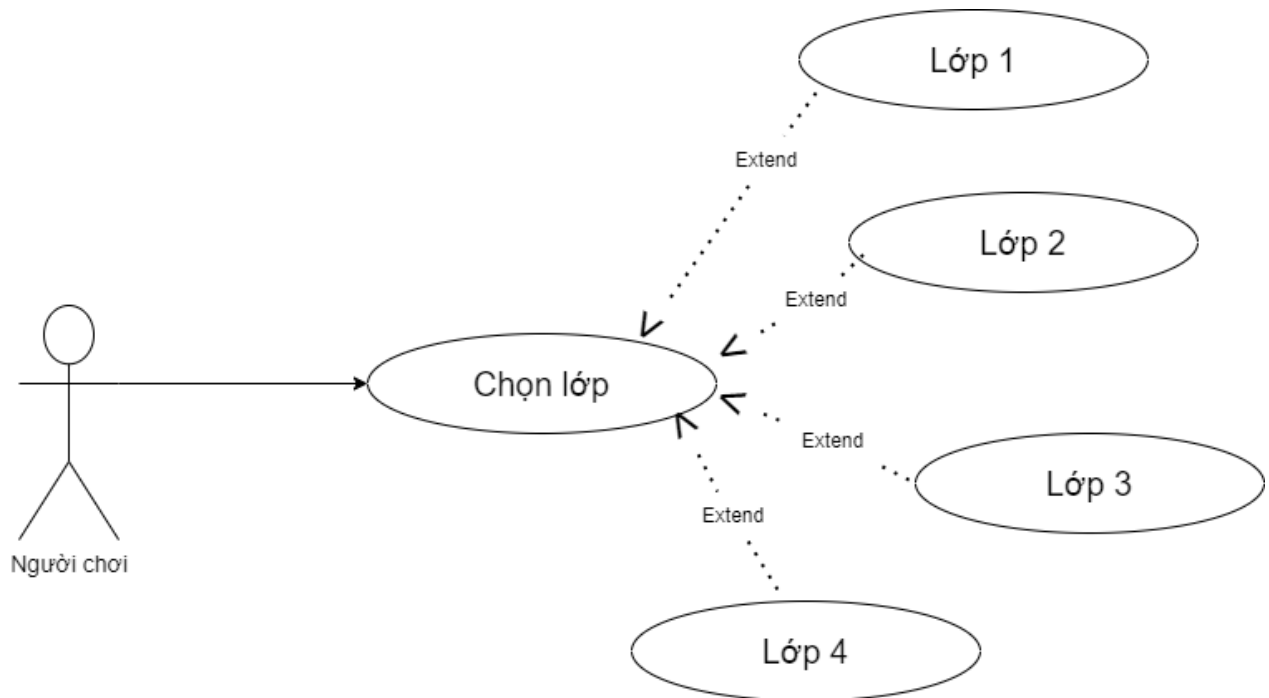 Lớp 1
Extend
Lớp 2
Extend
Chọn lớp
Extend
Lớp 3
Extend
Người chơi
Lớp 4